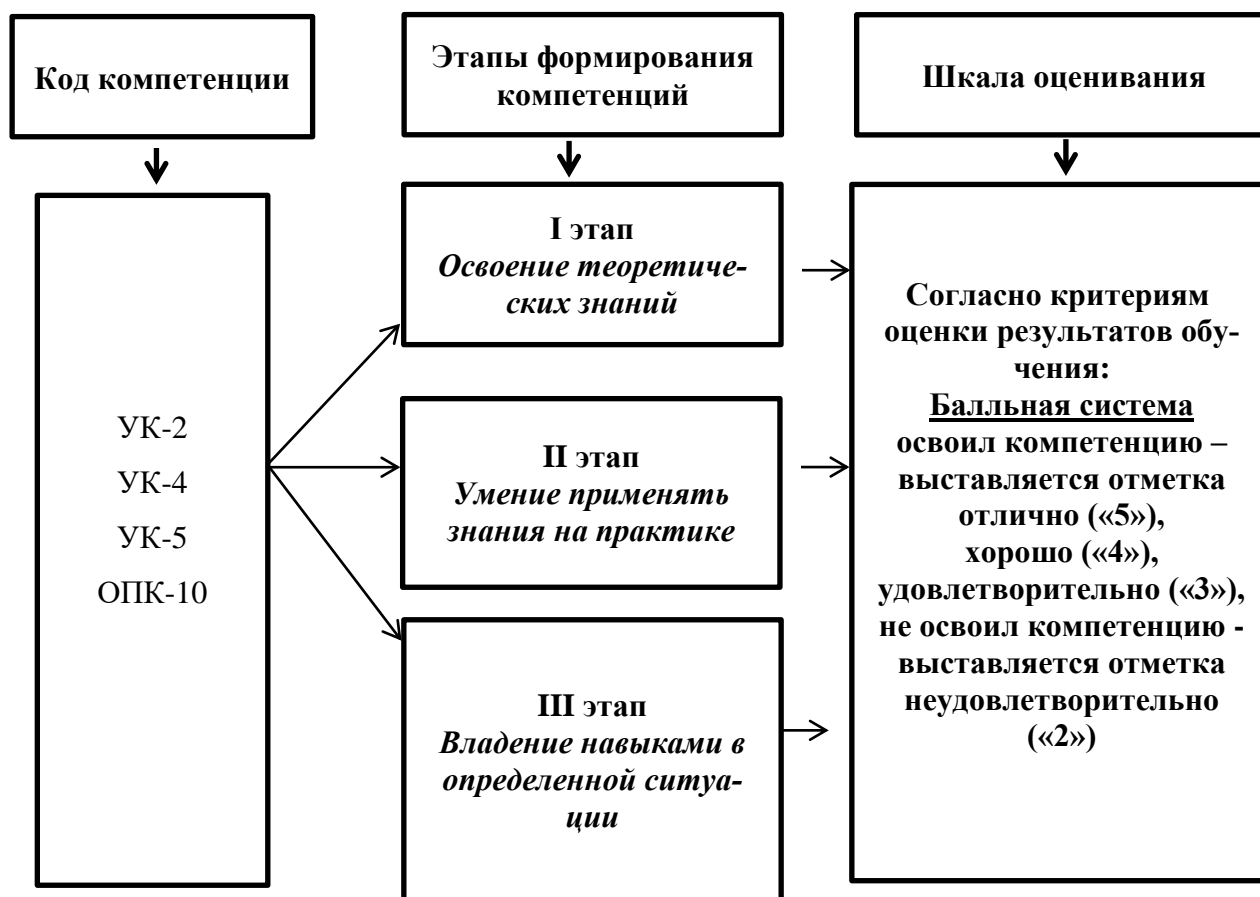 Код компетенции
Этапы формирования
компетенций
Шкала оценивания
УК-2
УК-4
УК-5
ОПК-10
I этап
Освоение теоретиче-
ских знаний
II этап
Умение применять
знания на практике
III этап
Владение навыками в
определенной ситуа-
ции
Согласно критериям
оценки результатов обу-
чения:
Балльная система
освоил компетенцию –
выставляется отметка
отлично («5»),
хорошо («4»),
удовлетворительно («3»),
не освоил компетенцию -
выставляется отметка
неудовлетворительно
(«2»)